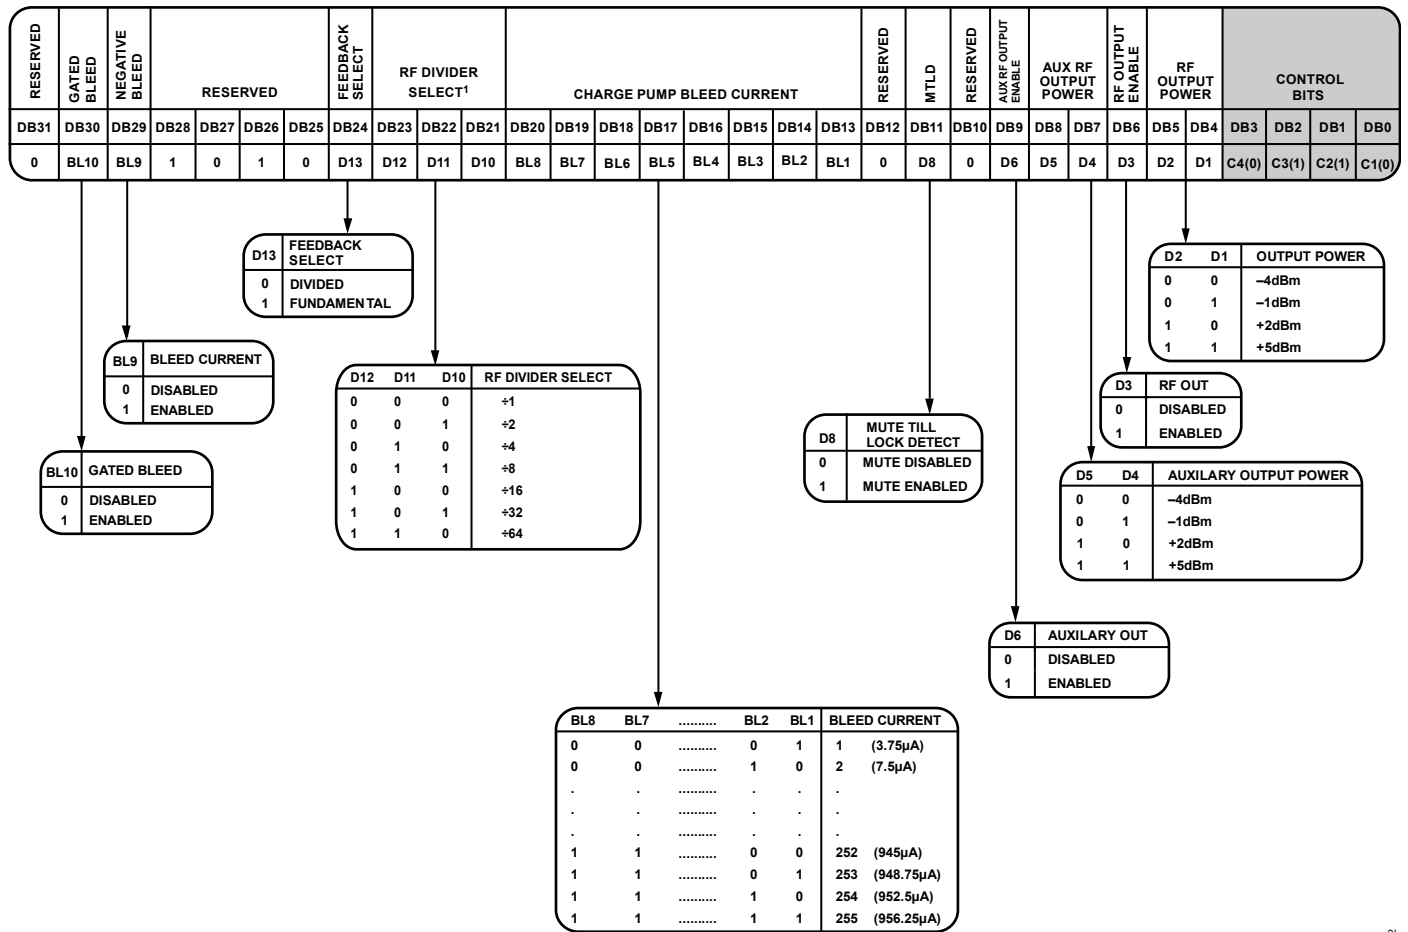 RESERVED
GATED BLEED
NEGATIVE BLEED
RESERVED
FEEDBACK SELECT
RF DIVIDER SELECT1
CHARGE PUMP BLEED CURRENT
RESERVED
MTLD
RESERVED
AUX RF OUTPUT ENABLE
AUX RF OUTPUT POWER
RF OUTPUT ENABLE
RF OUTPUT POWER
CONTROL BITS
DB31 DB30 DB29 DB28 DB27 DB26 DB25 DB24 DB23 DB22 DB21 DB20 DB19 DB18 DB17 DB16 DB15 DB14 DB13 DB12 DB11 DB10 DB9 DB8 DB7 DB6 DB5 DB4 DB3 DB2 DB1 DB0
0 BL10 BL9 1 0 1 0 D13 D12 D11 D10 BL8 BL7 BL6 BL5 BL4 BL3 BL2 BL1 0 D8 0 D6 D5 D4 D3 D2 D1 C4(0) C3(1) C2(1) C1(0)
D13 FEEDBACK SELECT
0 DIVIDED
1 FUNDAMENTAL
D2 D1 OUTPUT POWER
0 0 –4dBm
0 1 –1dBm
1 0 +2dBm
1 1 +5dBm
BL9 BLEED CURRENT
0 DISABLED
1 ENABLED
D12 D11 D10 RF DIVIDER SELECT
0 0 0 ÷1
0 0 1 ÷2
0 1 0 ÷4
0 1 1 ÷8
1 0 0 ÷16
1 0 1 ÷32
1 1 0 ÷64
D3 RF OUT
0 DISABLED
1 ENABLED
D8 MUTE TILL LOCK DETECT
0 MUTE DISABLED
1 MUTE ENABLED
BL10 GATED BLEED
0 DISABLED
1 ENABLED
D5 D4 AUXILARY OUTPUT POWER
0 0 –4dBm
0 1 –1dBm
1 0 +2dBm
1 1 +5dBm
D6 AUXILARY OUT
0 DISABLED
1 ENABLED
BL8 BL7 .......... BL2 BL1 BLEED CURRENT
0 0 .......... 0 1 1 (3.75µA)
0 0 .......... 1 0 2 (7.5µA)
. . .......... . . .
. . .......... . . .
. . .......... . . .
1 1 .......... 0 0 252 (945µA)
1 1 .......... 0 1 253 (948.75µA)
1 1 .......... 1 0 254 (952.5µA)
1 1 .......... 1 1 255 (956.25µA)